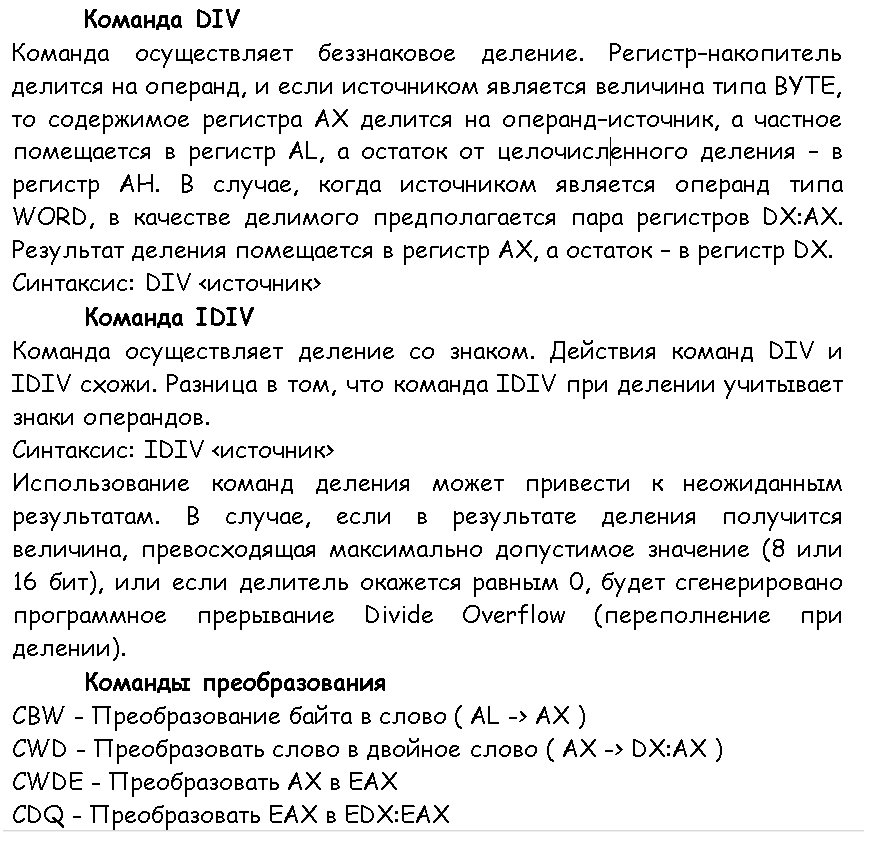 Команда DIV
Команда осуществляет беззнаковое деление. Регистр-накопитель
делится на операнд, и если источником является величина типа BYTE,
то содержимое регистра AX делится на операнд-источник, а частное
помещается в регистр AL, а остаток от целочисленного деления – в
регистр AH. В случае, когда источником является операнд типа
WORD, в качестве делимого предполагается пара регистров DX:AX.
Результат деления помещается в регистр AX, а остаток – в регистр DX.
Синтаксис: DIV <источник>
Команда IDIV
Команда осуществляет деление со знаком. Действия команд DIV и
IDIV схожи. Разница в том, что команда IDIV при делении учитывает
знаки операндов.
Синтаксис: IDIV <источник>
Использование команд деления может привести к неожиданным
результатам. В случае, если в результате деления получится
величина, превосходящая максимально допустимое значение (8 или
16 бит), или если делитель окажется равным 0, будет сгенерировано
программное прерывание Divide Overflow (переполнение при
делении).
Команды преобразования
CBW - Преобразование байта в слово ( AL -> AX )
CWD - Преобразовать слово в двойное слово ( AX -> DX:AX )
CWDE - Преобразовать AX в EAX
CDQ - Преобразовать EAX в EDX:EAX